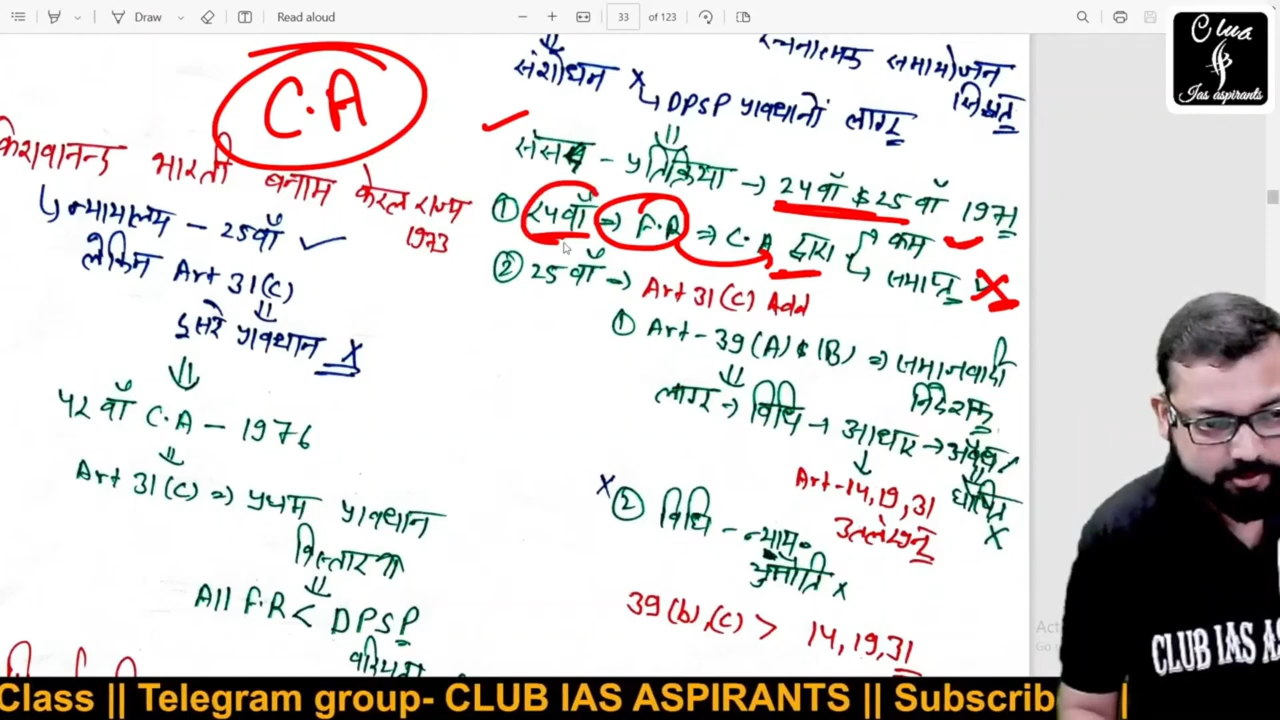 Draw
Read aloud
33 of 123
Club
Ias aspirants
C.A
केशवानन्द भारती बनाम केरल राज्य
1973
↳ न्यायालय - 25वाँ ✓
लेकिन Art 31(C)
⇓
दुसरे प्रावधान X
⇓
42 वाँ C.A - 1976
⇓
Art 31(C) ⇒ प्रथम प्रावधान
विस्तार
⇓
All F.R < DPSP
रचनात्मक समायोजन
सिद्धांत
⇓
संशोधन X
↳ DPSP प्रावधानों लागू
⇓
संसद - प्रतिक्रिया → 24वाँ $ 25 वाँ 1971
① 24वाँ ⇒ F.R ⇒ C.A द्वारा { कम
→ समाप्त
② 25 वाँ → Art 31(C) Add
① Art - 39(A) $ (B) ⇒ समाजवादी
निदेशक
⇓
लागू → विधि → आधार → अवैध
घोषित
X
↓
Art-14,19,31
उल्लंघन
X ② विधि - न्याय.
चुनौति x
39(b),(c) > 14,19,31
CLUB IAS AS
Class || Telegram group- CLUB IAS ASPIRANTS || Subscrib